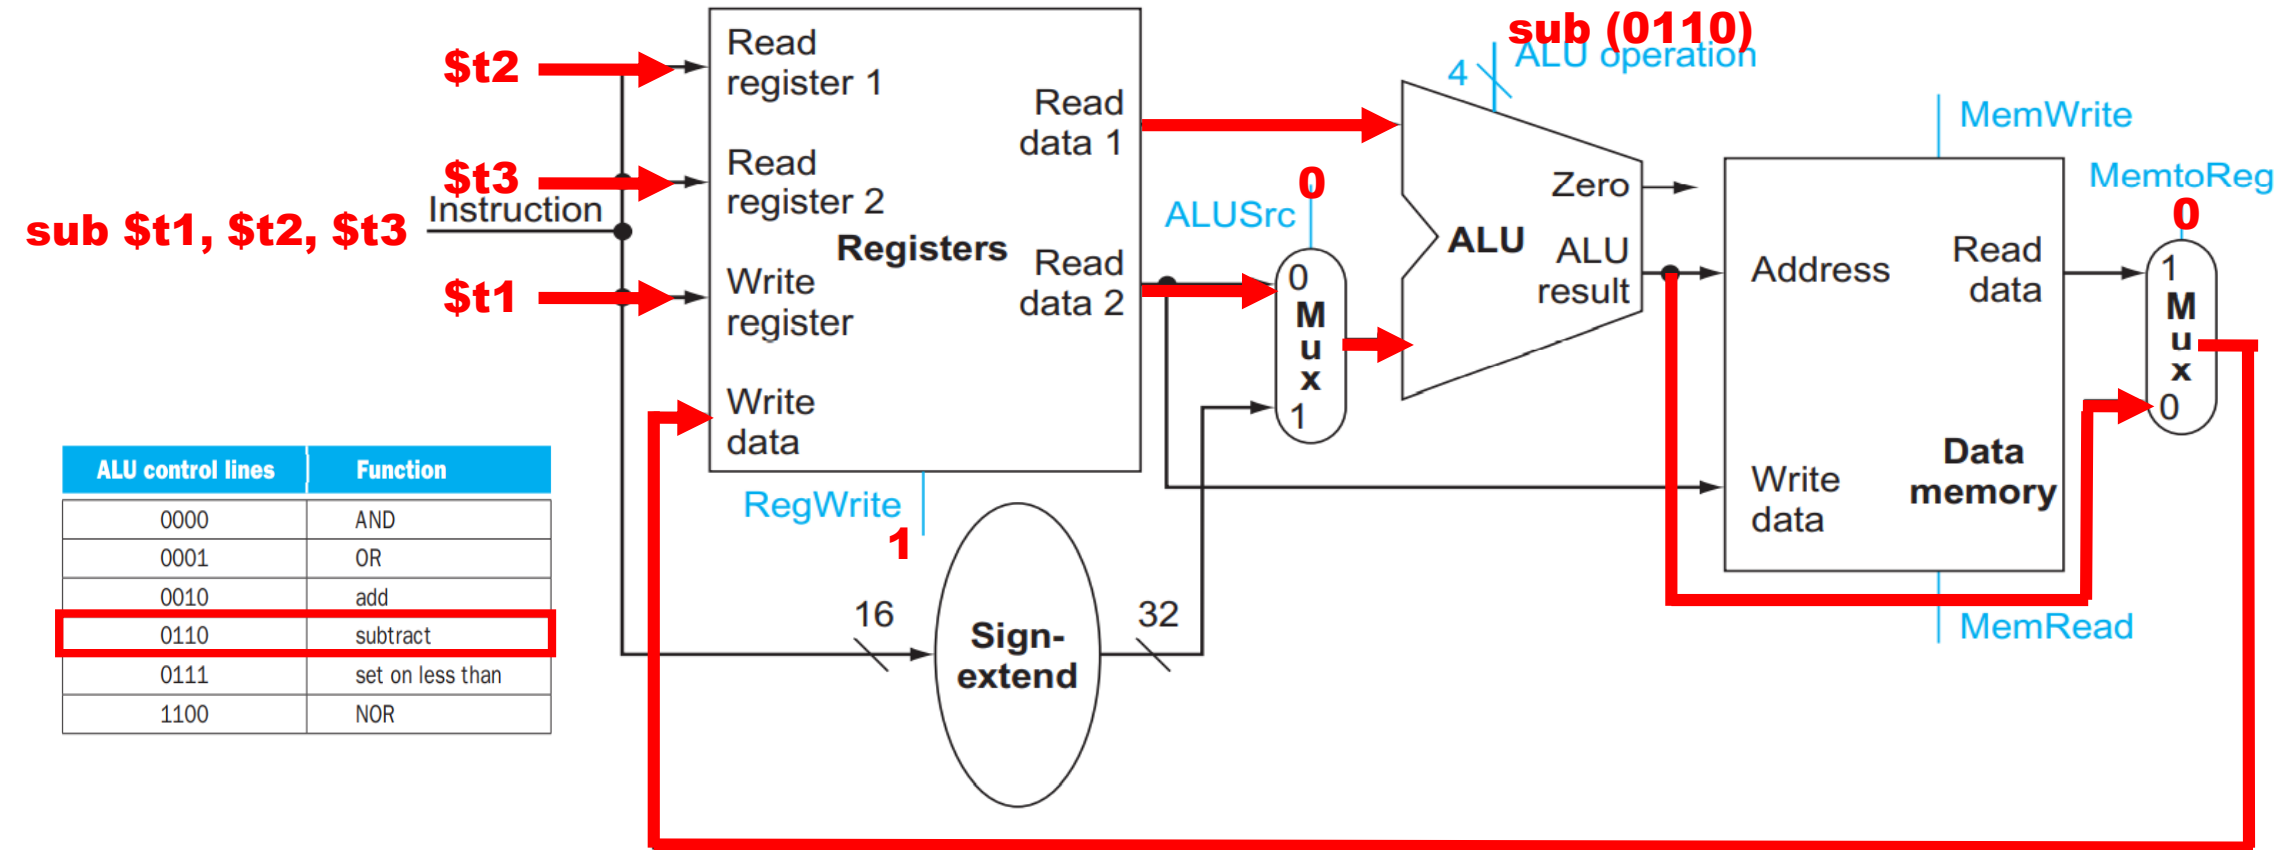 sub (0110)
ALU operation
4
$t2
Read
register 1
Read
data 1
MemWrite
$t3
Read
register 2
0
Zero
MemtoReg
0
Instruction
sub $t1, $t2, $t3
Registers
ALUSrc
ALU
ALU
result
Read
data 2
0
M
u
x
1
Address
Read
data
1
M
u
x
0
$t1
Write
register
Write
data
Data
memory
Write
data
RegWrite
1
16
32
Sign-
extend
MemRead
ALU control lines Function
0000 AND
0001 OR
0010 add
0110 subtract
0111 set on less than
1100 NOR